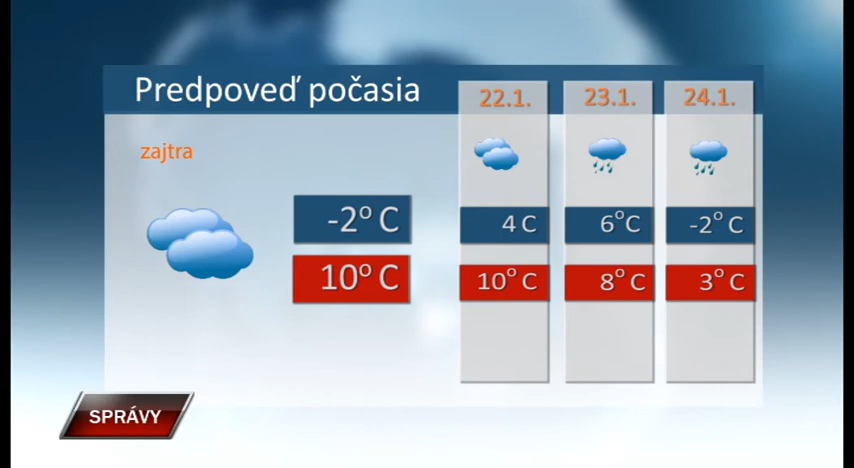 Predpoveď počasia
zajtra
-2° C
10° C
22.1.
4 C
10° C
23.1.
6°C
8° C
24.1.
-2° C
3° C
SPRÁVY